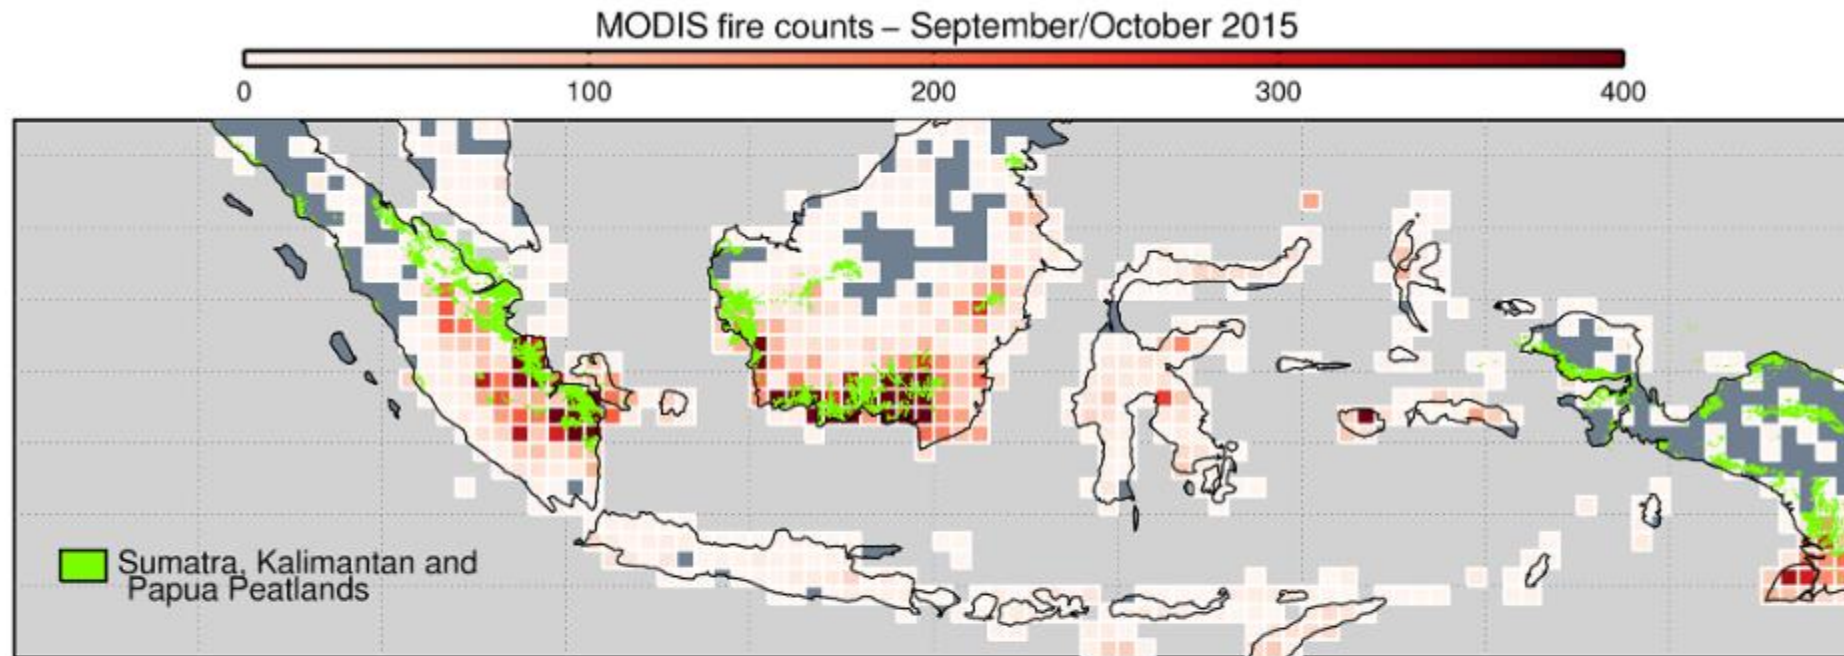 MODIS fire counts – September/October 2015
0 100 200 300 400
Sumatra, Kalimantan and
Papua Peatlands